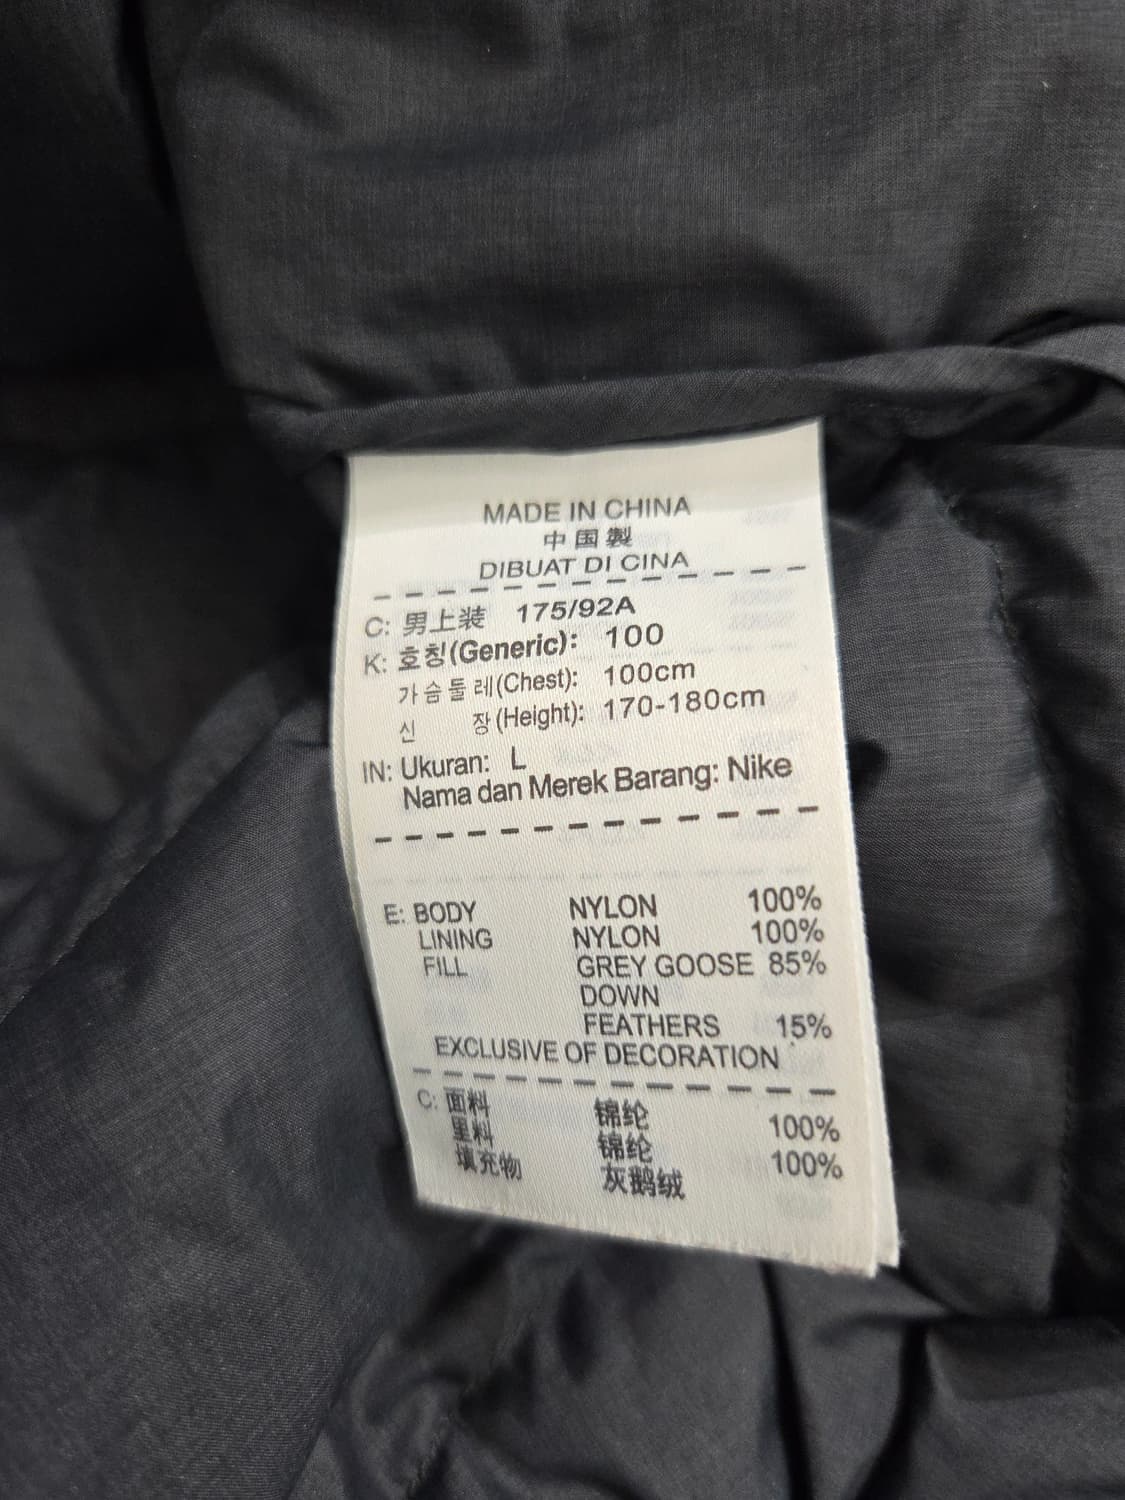 MADE IN CHINA
中国製
DIBUAT DI CINA
C: 男上装 175/92A
K: 호칭(Generic): 100
가슴둘레(Chest): 100cm
신 장(Height): 170-180cm
IN: Ukuran: L
Nama dan Merek Barang: Nike
E: BODY NYLON 100%
LINING NYLON 100%
FILL GREY GOOSE 85%
DOWN
FEATHERS 15%
EXCLUSIVE OF DECORATION
C: 面料 锦纶 100%
里料 锦纶 100%
填充物 灰鹅绒